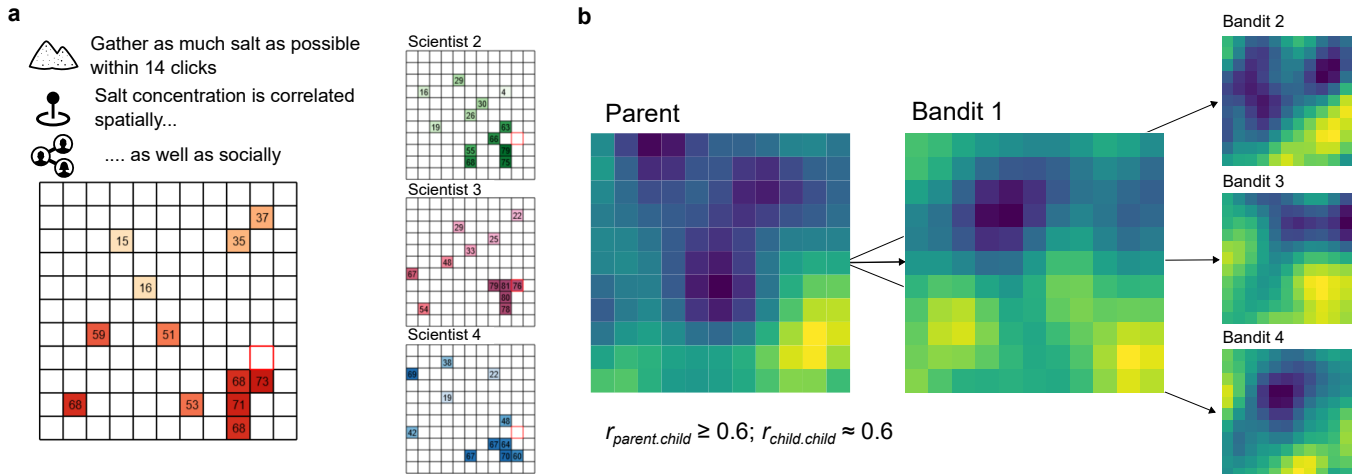 a
Gather as much salt as possible
within 14 clicks
Salt concentration is correlated
spatially...
.... as well as socially
37
15 35
16
59 51
68 73
68 53 71
68
Scientist 2
29
16 4
30
26
19 63
66
55 79
68 75
Scientist 3
22
29
25
33
48
67
79 81 76
80
54 78
Scientist 4
38
69 22
19
48
42
67 64
67 70 60
b
Parent
Bandit 1
Bandit 2
Bandit 3
Bandit 4
r parent.child ≥ 0.6; r child.child ≈ 0.6